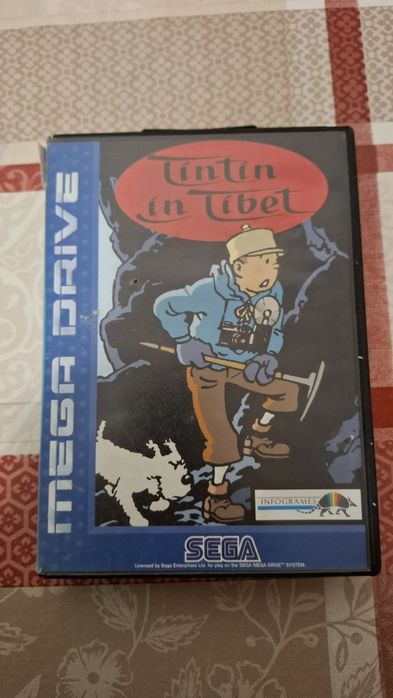 Tintin
in Tibet
MEGA DRIVE
INFOGRAMES
SEGA
Licensed by Sega Enterprises Ltd. for play on the SEGA MEGA DRIVE™ SYSTEM.